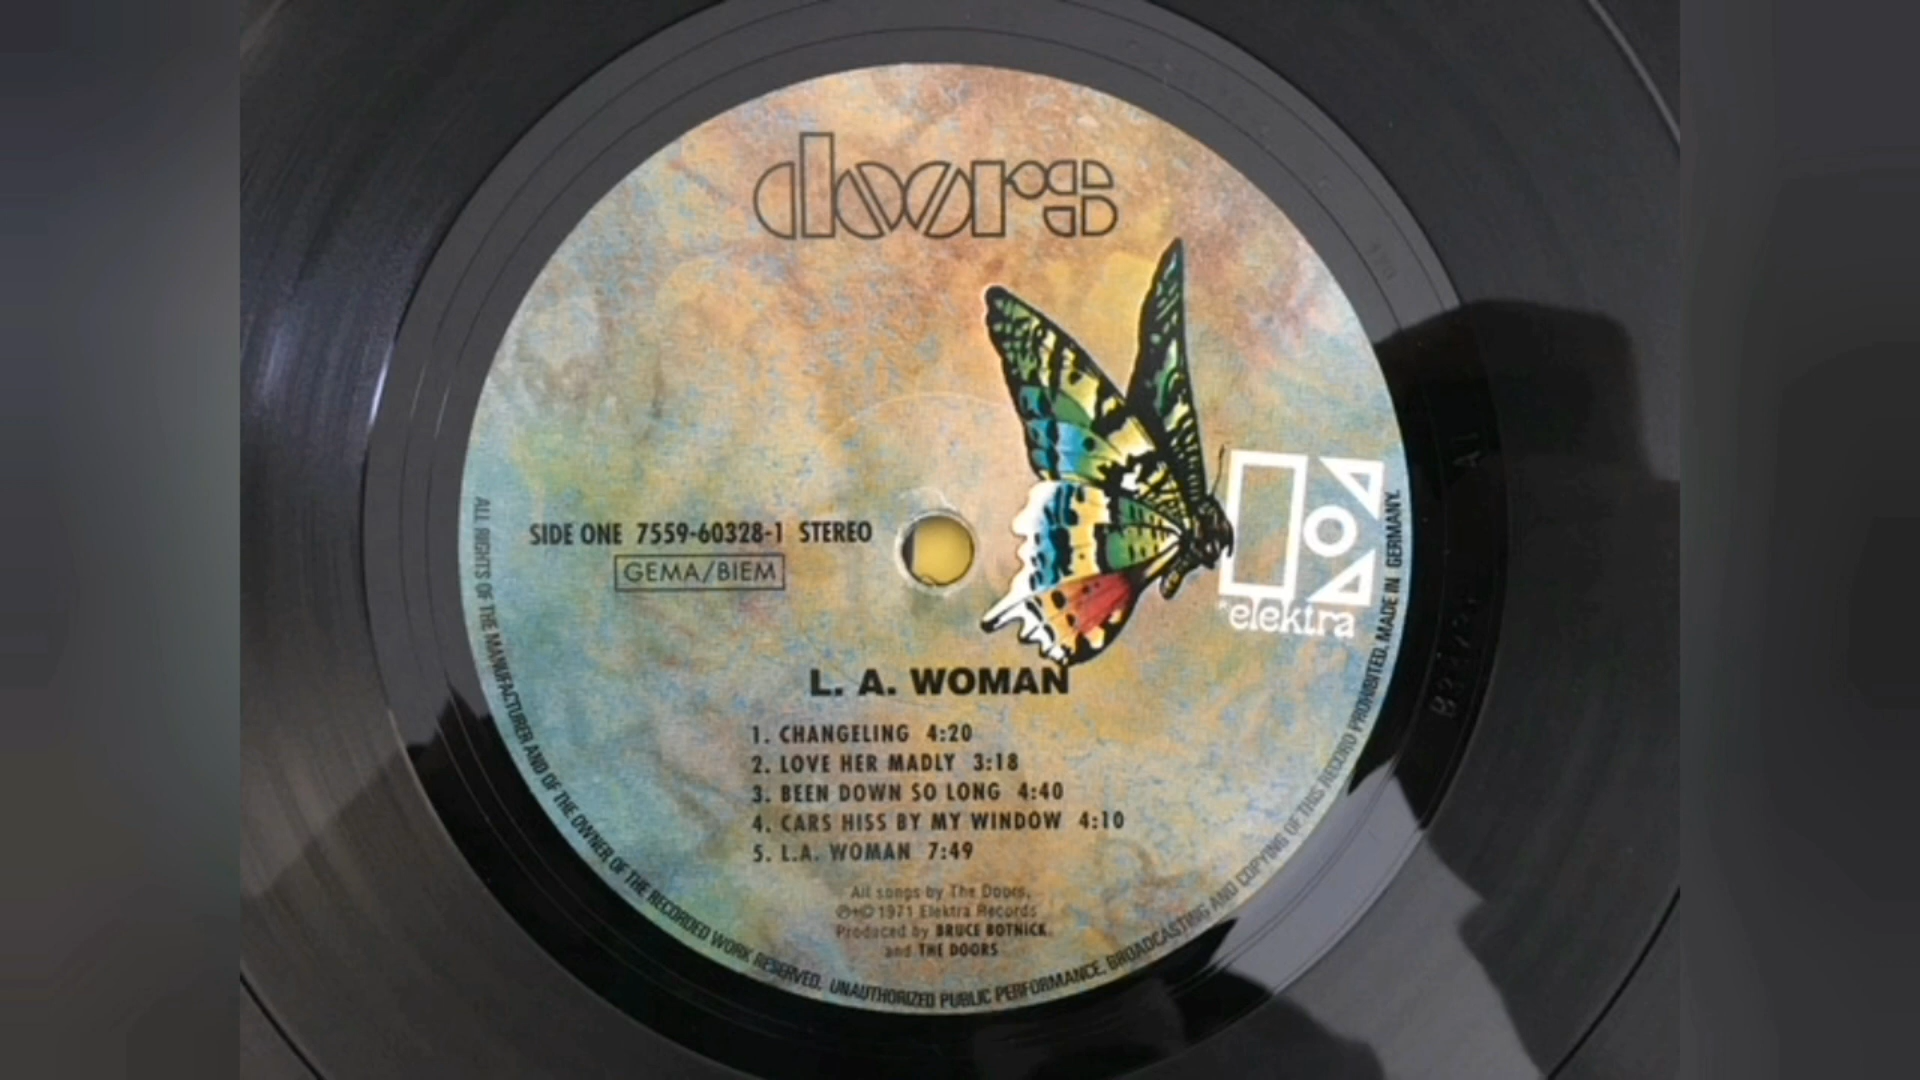 doors
SIDE ONE 7559-60328-1 STEREO
GEMA/BIEM
elektra
L. A. WOMAN
1. CHANGELING 4:20
2. LOVE HER MADLY 3:18
3. BEEN DOWN SO LONG 4:40
4. CARS HISS BY MY WINDOW 4:10
5. L.A. WOMAN 7:49
All songs by The Doors.
℗+© 1971 Elektra Records
Produced by BRUCE BOTNICK
and THE DOORS
ALL RIGHTS OF THE MANUFACTURER AND OF THE OWNER OF THE RECORDED WORK RESERVED. UNAUTHORIZED PUBLIC PERFORMANCE, BROADCASTING AND COPYING OF THIS RECORD PROHIBITED. MADE IN GERMANY.